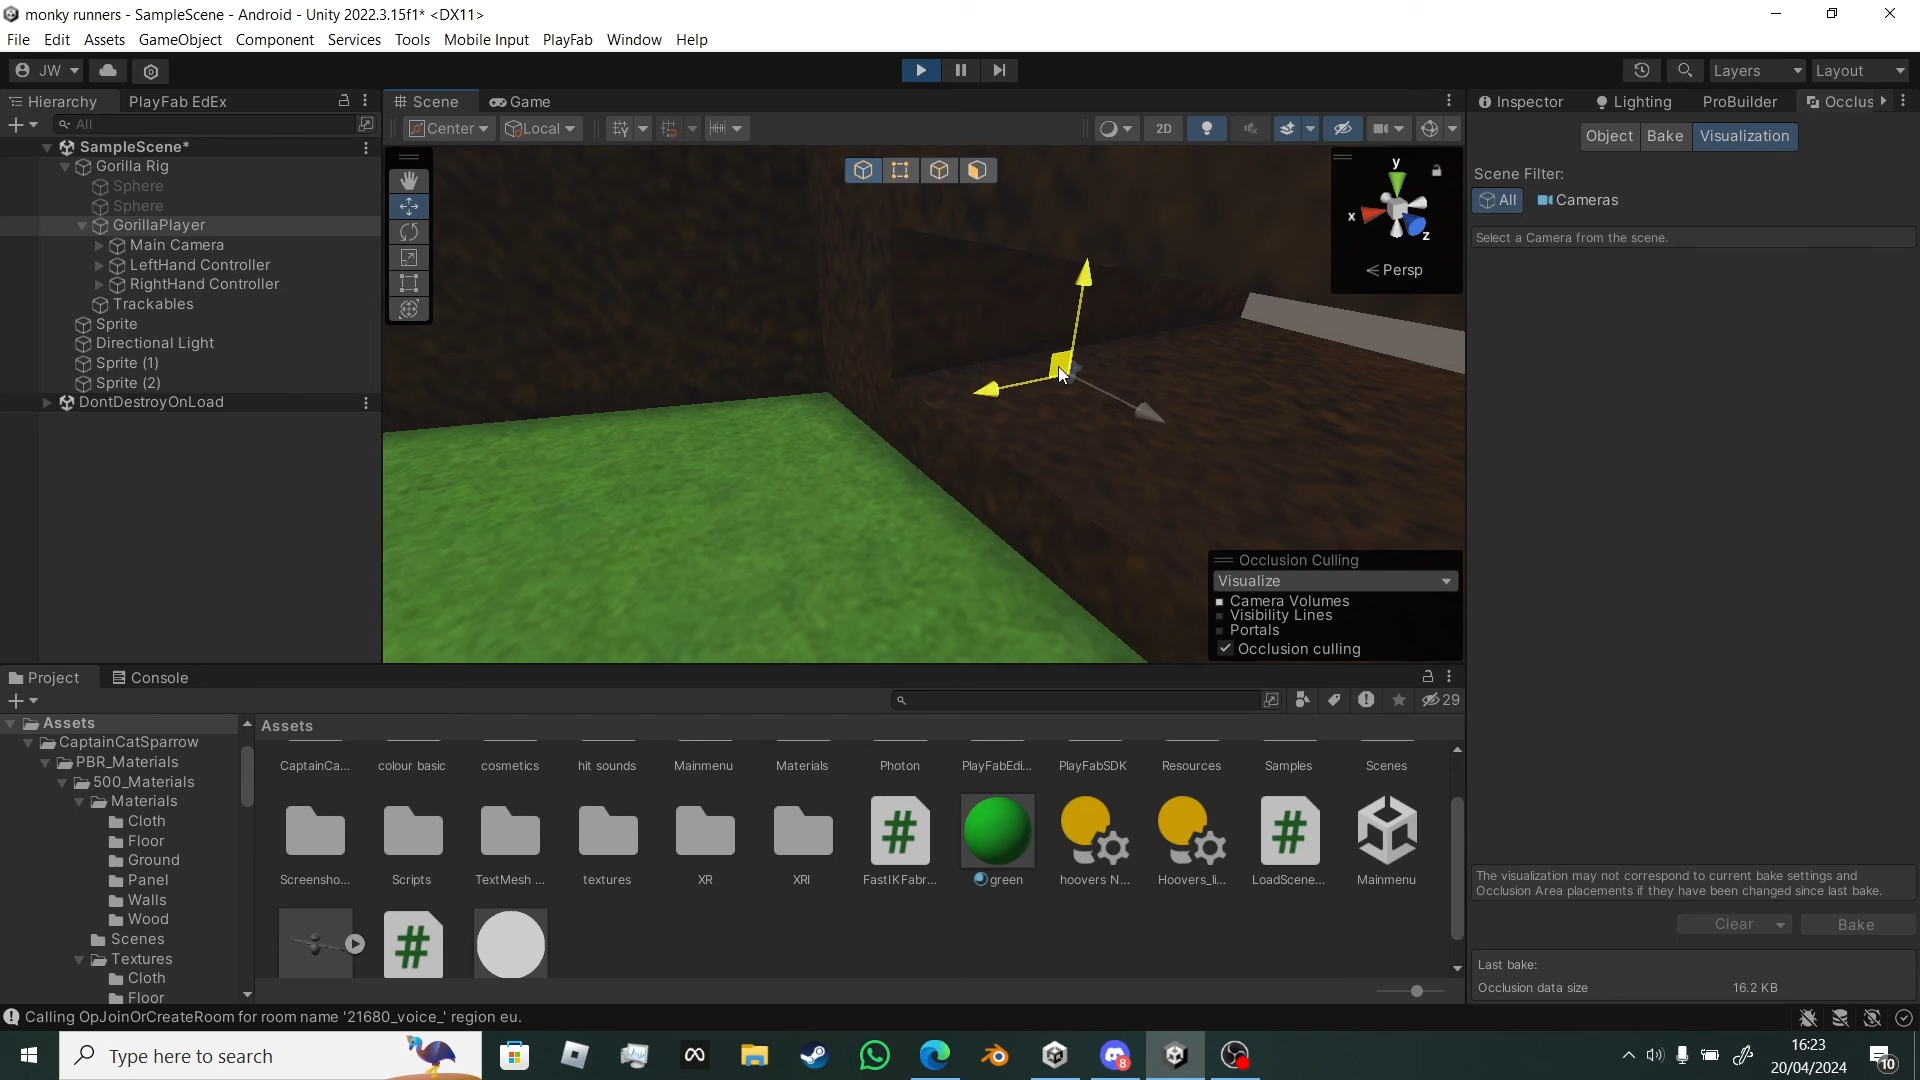 monky runners - SampleScene - Android - Unity 2022.3.15f1* <DX11>
File Edit Assets GameObject Component Services Tools Mobile Input PlayFab Window Help
JW Layers Layout
Hierarchy PlayFab EdEx Scene Game Inspector Lighting ProBuilder Occlus
All Center Local 2D Object Bake Visualization
SampleScene*
Gorilla Rig
Sphere
Sphere
GorillaPlayer
Main Camera
LeftHand Controller
RightHand Controller
Trackables
Sprite
Directional Light
Sprite (1)
Sprite (2)
DontDestroyOnLoad
y
x
z
Persp
Scene Filter:
All Cameras
Select a Camera from the scene.
Occlusion Culling
Visualize
Camera Volumes
Visibility Lines
Portals
Occlusion culling
Project Console
29
Assets
CaptainCatSparrow
PBR_Materials
500_Materials
Materials
Cloth
Floor
Ground
Panel
Walls
Wood
Scenes
Textures
Cloth
Floor
Assets
CaptainCa... colour basic cosmetics hit sounds Mainmenu Materials Photon PlayFabEdi... PlayFabSDK Resources Samples Scenes
Screensho... Scripts TextMesh ... textures XR XRI FastIKFabr... green hoovers N... Hoovers_li... LoadScene... Mainmenu
The visualization may not correspond to current bake settings and
Occlusion Area placements if they have been changed since last bake.
Clear Bake
Last bake:
Occlusion data size 16.2 KB
Calling OpJoinOrCreateRoom for room name '21680_voice_' region eu.
Type here to search
8
16:23
20/04/2024
10